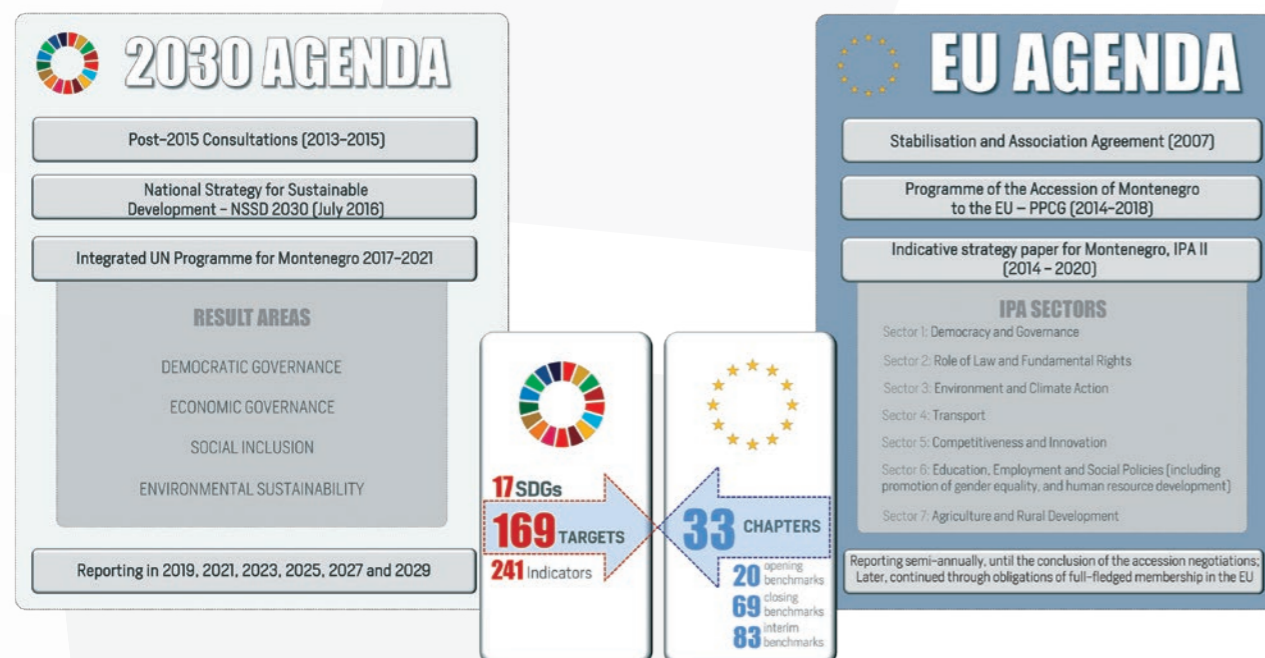 2030 AGENDA
Post-2015 Consultations (2013-2015)
National Strategy for Sustainable
Development - NSSD 2030 (July 2016)
Integrated UN Programme for Montenegro 2017-2021
RESULT AREAS
DEMOCRATIC GOVERNANCE
ECONOMIC GOVERNANCE
SOCIAL INCLUSION
ENVIRONMENTAL SUSTAINABILITY
Reporting in 2019, 2021, 2023, 2025, 2027 and 2029
17 SDGs
169 TARGETS
241 Indicators
33 CHAPTERS
20 opening
benchmarks
69 closing
benchmarks
83 interim
benchmarks
EU AGENDA
Stabilisation and Association Agreement (2007)
Programme of the Accession of Montenegro
to the EU – PPCG (2014-2018)
Indicative strategy paper for Montenegro, IPA II
(2014 – 2020)
IPA SECTORS
Sector 1: Democracy and Governance
Sector 2: Role of Law and Fundamental Rights
Sector 3: Environment and Climate Action
Sector 4: Transport
Sector 5: Competitiveness and Innovation
Sector 6: Education, Employment and Social Policies (including
promotion of gender equality, and human resource development)
Sector 7: Agriculture and Rural Development
Reporting semi-annually, until the conclusion of the accession negotiations;
Later, continued through obligations of full-fledged membership in the EU